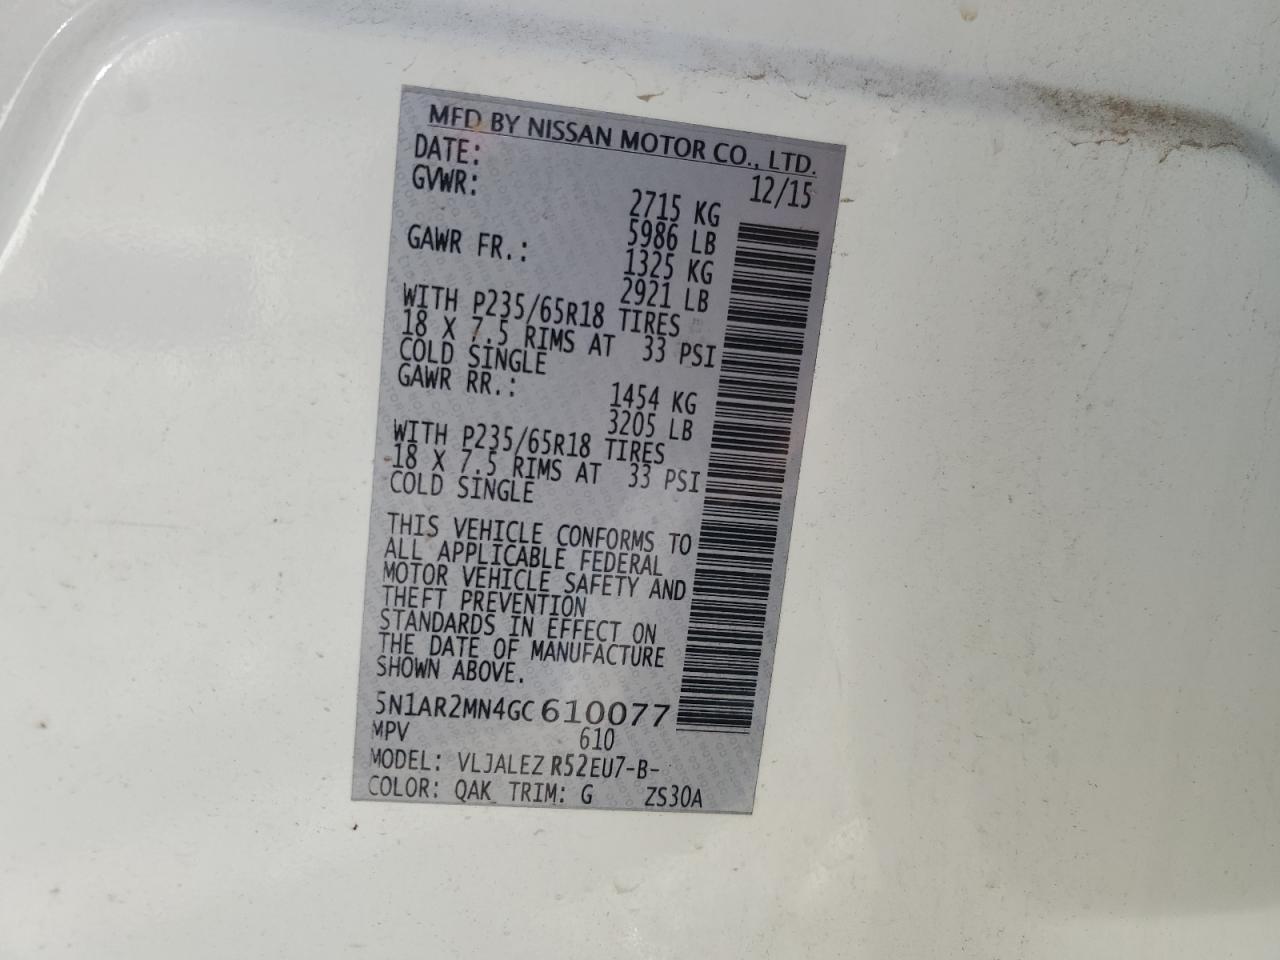 MFD BY NISSAN MOTOR CO., LTD.
DATE: 12/15
GVWR: 2715 KG
5986 LB
GAWR FR.: 1325 KG
2921 LB
WITH P235/65R18 TIRES
18 X 7.5 RIMS AT 33 PSI
COLD SINGLE
GAWR RR.: 1454 KG
3205 LB
WITH P235/65R18 TIRES
18 X 7.5 RIMS AT 33 PSI
COLD SINGLE
THIS VEHICLE CONFORMS TO
ALL APPLICABLE FEDERAL
MOTOR VEHICLE SAFETY AND
THEFT PREVENTION
STANDARDS IN EFFECT ON
THE DATE OF MANUFACTURE
SHOWN ABOVE.
5N1AR2MN4GC610077
MPV 610
MODEL: VLJALEZ R52EU7-B-
COLOR: QAK TRIM: G ZS30A